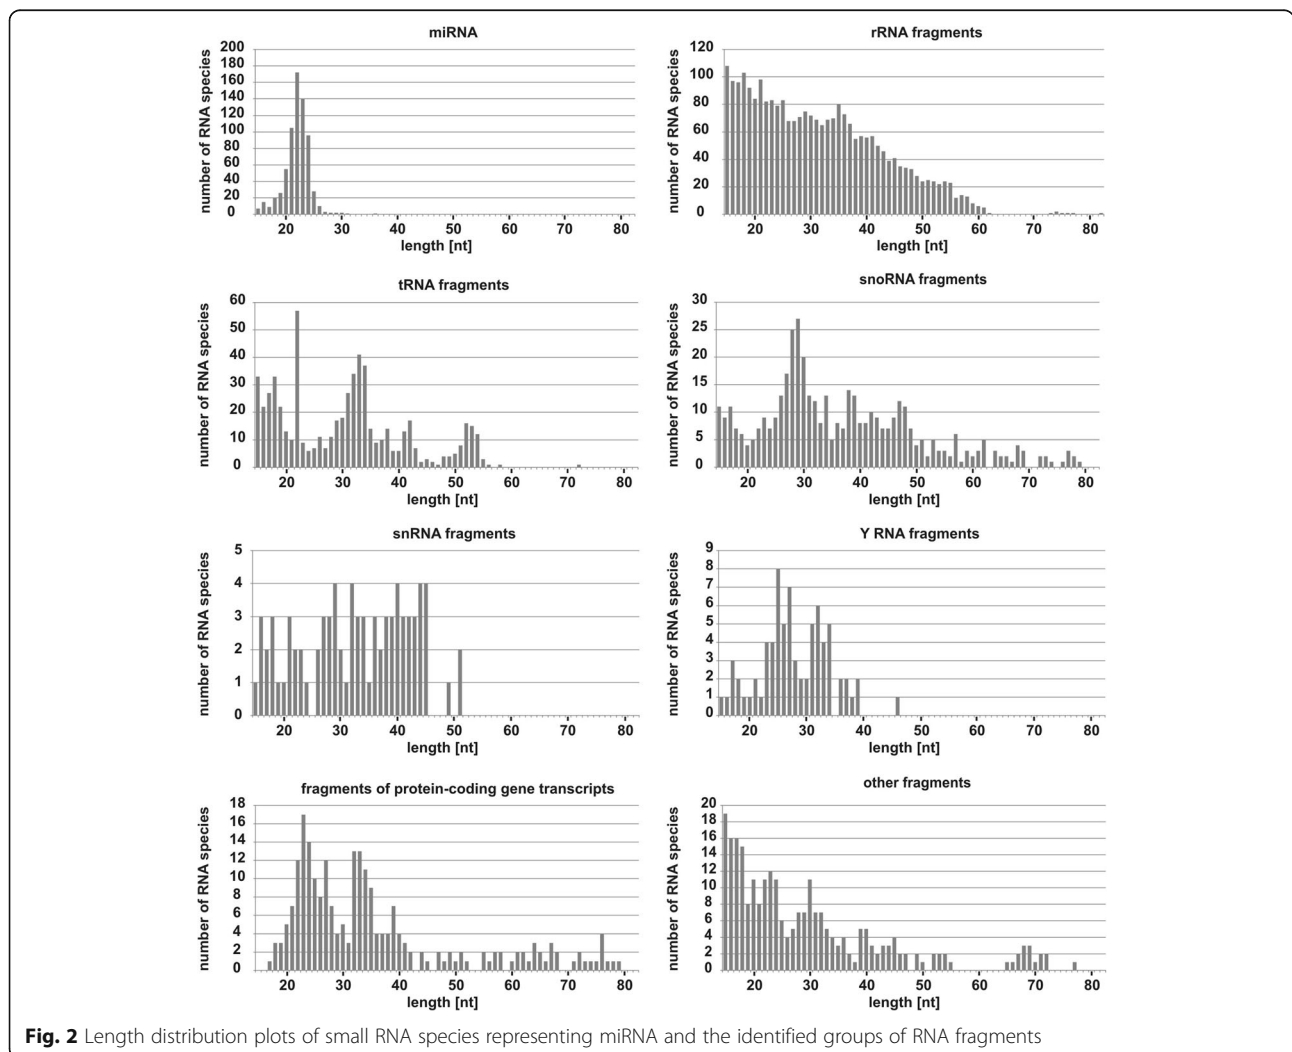 miRNA
number of RNA species
200
180
160
140
120
100
80
60
40
20
0
20 30 40 50 60 70 80
length [nt]
rRNA fragments
number of RNA species
120
100
80
60
40
20
0
20 30 40 50 60 70 80
length [nt]
tRNA fragments
number of RNA species
60
50
40
30
20
10
0
20 30 40 50 60 70 80
length [nt]
snoRNA fragments
number of RNA species
30
25
20
15
10
5
0
20 30 40 50 60 70 80
length [nt]
snRNA fragments
number of RNA species
5
4
3
2
1
0
20 30 40 50 60 70 80
length [nt]
Y RNA fragments
number of RNA species
9
8
7
6
5
4
3
2
1
0
20 30 40 50 60 70 80
length [nt]
fragments of protein-coding gene transcripts
number of RNA species
18
16
14
12
10
8
6
4
2
0
20 30 40 50 60 70 80
length [nt]
other fragments
number of RNA species
20
18
16
14
12
10
8
6
4
2
0
20 30 40 50 60 70 80
length [nt]
Fig. 2 Length distribution plots of small RNA species representing miRNA and the identified groups of RNA fragments